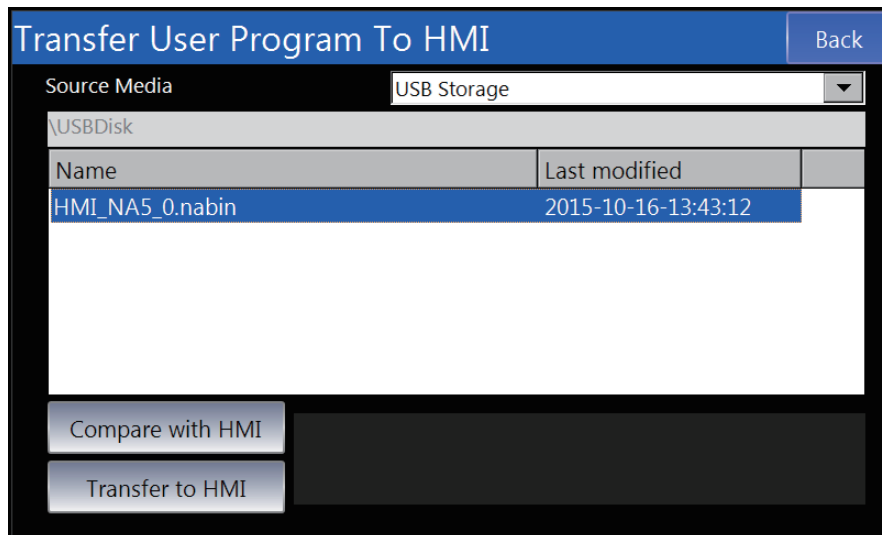 Transfer User Program To HMI Back
Source Media USB Storage
\USBDisk
Name Last modified
HMI_NA5_0.nabin 2015-10-16-13:43:12
Compare with HMI
Transfer to HMI